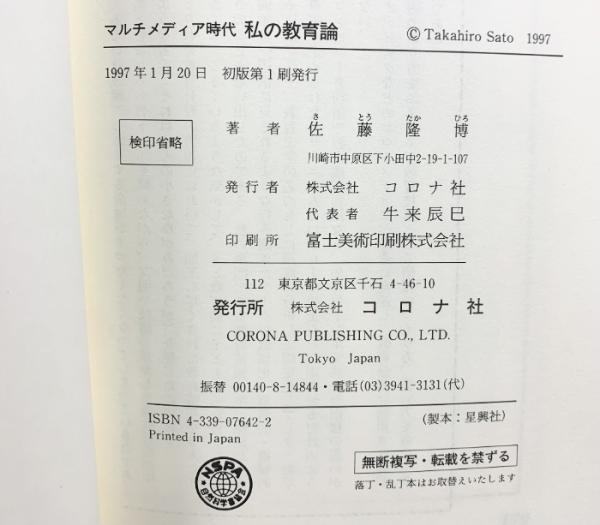 マルチメディア時代 私の教育論 Ⓒ Takahiro Sato 1997
1997年1月20日 初版第1刷発行
検印省略
さ とう たか ひろ
著者 佐藤隆博
川崎市中原区下小田中2-19-1-107
発行者 株式会社 コロナ社
代表者 牛来辰巳
印刷所 富士美術印刷株式会社
112 東京都文京区千石 4-46-10
発行所 株式会社 コロナ社
CORONA PUBLISHING CO., LTD.
Tokyo Japan
振替 00140-8-14844・電話(03)3941-3131(代)
ISBN 4-339-07642-2 (製本:星興社)
Printed in Japan
無断複写・転載を禁ずる
落丁・乱丁本はお取替えいたします
NSPA
自然科学書協会